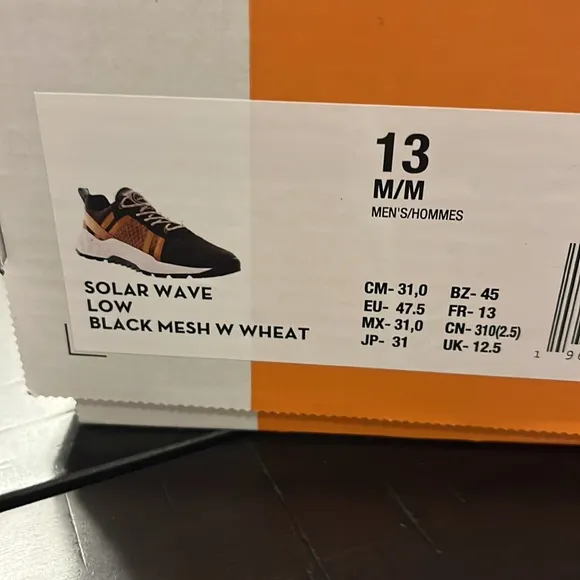 13
M/M
MEN'S/HOMMES
SOLAR WAVE
LOW
BLACK MESH W WHEAT
CM- 31,0 BZ- 45
EU- 47.5 FR- 13
MX- 31,0 CN- 310(2.5)
JP- 31 UK- 12.5
1